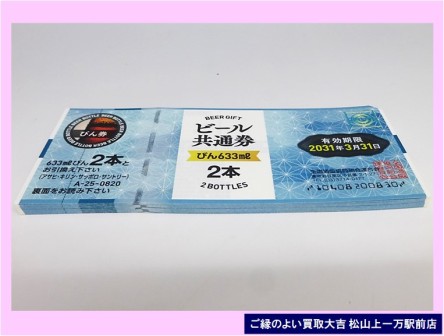 びん券
BEER BOTTLE
633mlびん2本と
お引換え下さい
(アサヒ・キリン・サッポロ・サントリー)
A-25-0820
裏面をお読み下さい
BEER GIFT
ビール
共通券
びん633ml
2本
2 BOTTLES
有効期限
2031年3月31日
ご縁のよい買取大吉 松山上一万駅前店